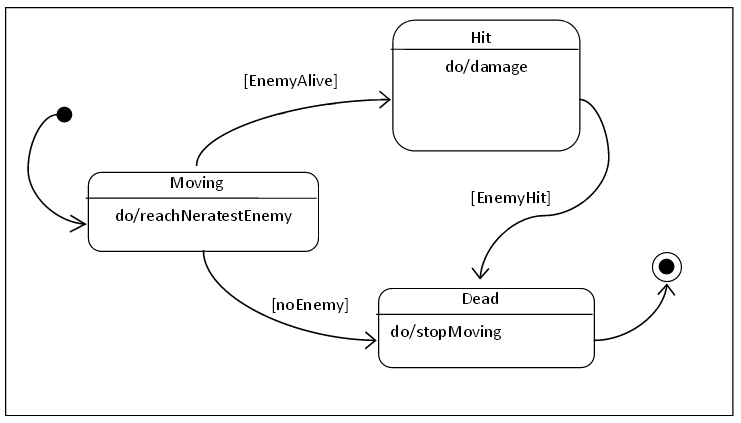 Hit
do/damage
[EnemyAlive]
Moving
do/reachNeratestEnemy
[EnemyHit]
[noEnemy]
Dead
do/stopMoving